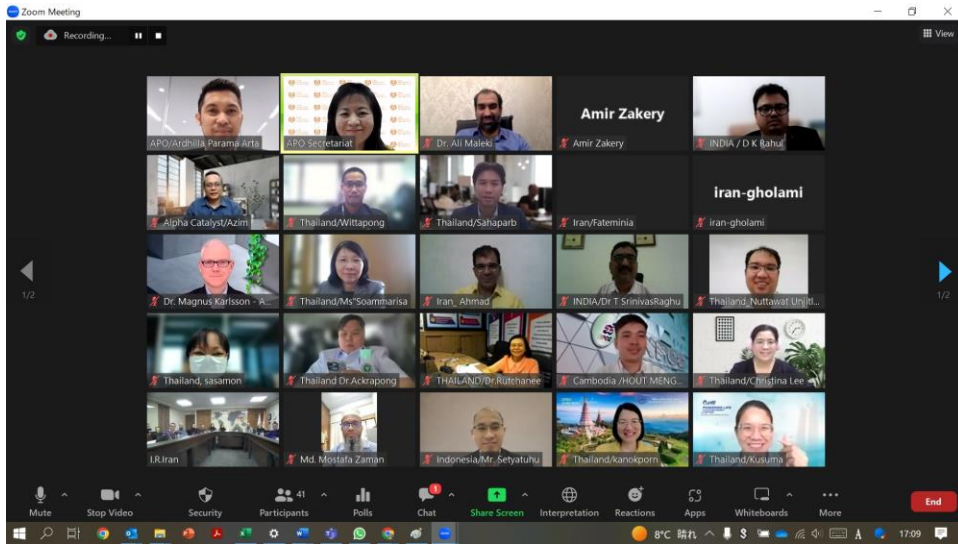 Zoom Meeting
Recording...
View
APO/Ardhilla Parama Arta
APO Secretariat
Dr. Ali Maleki
Amir Zakery
Amir Zakery
INDIA / D K Rahul
Alpha Catalyst/Azim
Thailand/Wittapong
Thailand/Sahaparb
Iran/Fateminia
iran-gholami
iran-gholami
1/2
Dr. Magnus Karlsson - A...
Thailand/Ms"Soammarisa
Iran_ Ahmad
INDIA/Dr T SrinivasRaghu
Thailand_Nuttawat Unjitl...
1/2
Thailand, sasamon
Thailand Dr.Ackrapong
THAILAND/Dr.Rutchanee
Cambodia /HOUT MENG...
Thailand/Christina Lee
I.R.Iran
Md. Mostafa Zaman
Indonesia/Mr. Setyatuhu
Thailand/kanokporn
Thailand/Kusuma
Mute
Stop Video
Security
41
Participants
Polls
1
Chat
Share Screen
Interpretation
Reactions
Apps
Whiteboards
More
End
8°C 晴れ
A
17:09